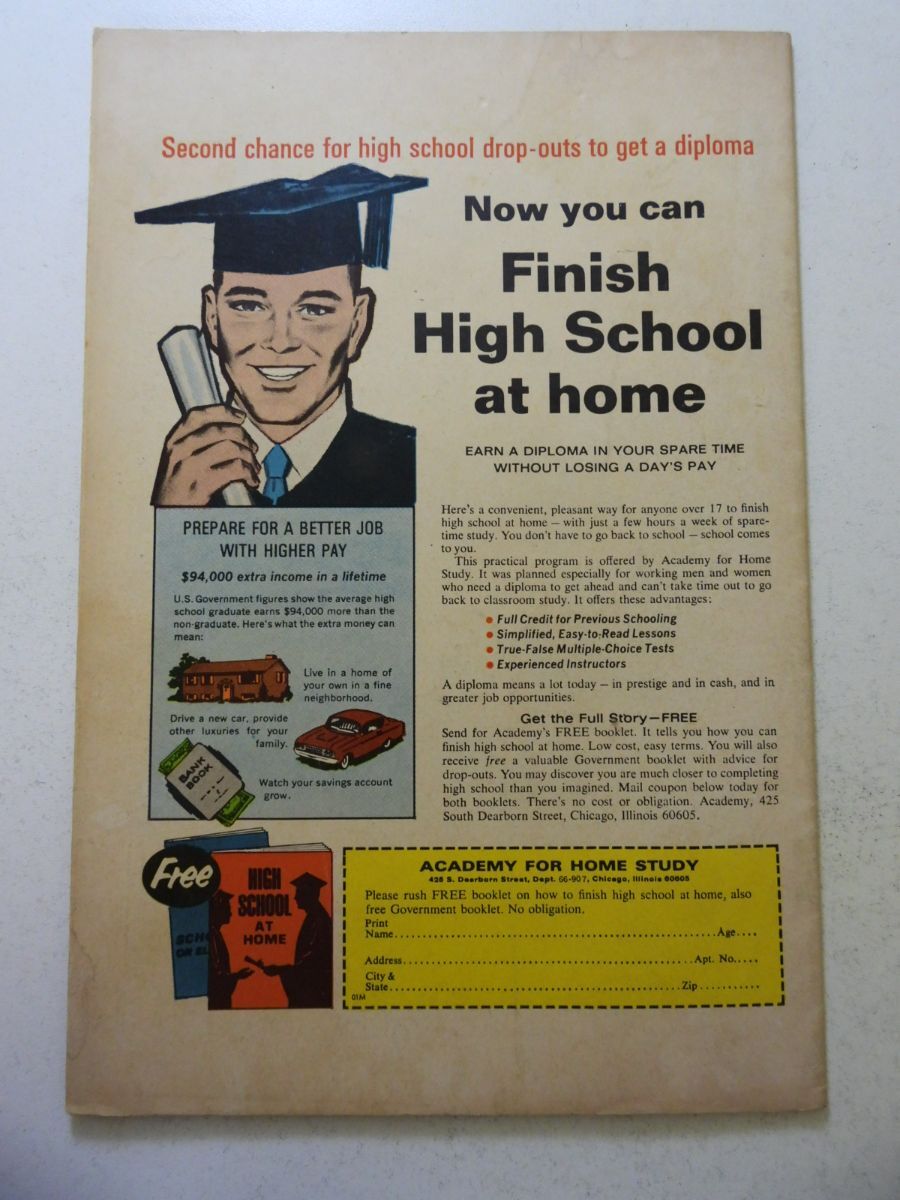 Second chance for high school drop-outs to get a diploma
Now you can
Finish
High School
at home
EARN A DIPLOMA IN YOUR SPARE TIME
WITHOUT LOSING A DAY'S PAY
Here's a convenient, pleasant way for anyone over 17 to finish
high school at home — with just a few hours a week of spare-
time study. You don't have to go back to school — school comes
to you.
This practical program is offered by Academy for Home
Study. It was planned especially for working men and women
who need a diploma to get ahead and can't take time out to go
back to classroom study. It offers these advantages:
● Full Credit for Previous Schooling
● Simplified, Easy-to-Read Lessons
● True-False Multiple-Choice Tests
● Experienced Instructors
A diploma means a lot today — in prestige and in cash, and in
greater job opportunities.
Get the Full Story—FREE
Send for Academy's FREE booklet. It tells you how you can
finish high school at home. Low cost, easy terms. You will also
receive free a valuable Government booklet with advice for
drop-outs. You may discover you are much closer to completing
high school than you imagined. Mail coupon below today for
both booklets. There's no cost or obligation. Academy, 425
South Dearborn Street, Chicago, Illinois 60605.
PREPARE FOR A BETTER JOB
WITH HIGHER PAY
$94,000 extra income in a lifetime
U.S. Government figures show the average high
school graduate earns $94,000 more than the
non-graduate. Here's what the extra money can
mean:
Live in a home of
your own in a fine
neighborhood.
Drive a new car, provide
other luxuries for your
family.
BANK
BOOK
Watch your savings account
grow.
Free
HIGH
SCHOOL
AT
HOME
ACADEMY FOR HOME STUDY
425 S. Dearborn Street, Dept. 66-907, Chicago, Illinois 60605
Please rush FREE booklet on how to finish high school at home, also
free Government booklet. No obligation.
Print
Name..........Age....
Address..........Apt. No.....
City &
State..........Zip...........
01M